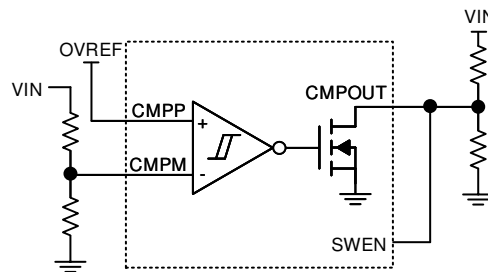 VIN
OVREF
VIN
CMPOUT
CMPP
+
CMPM
-
SWEN